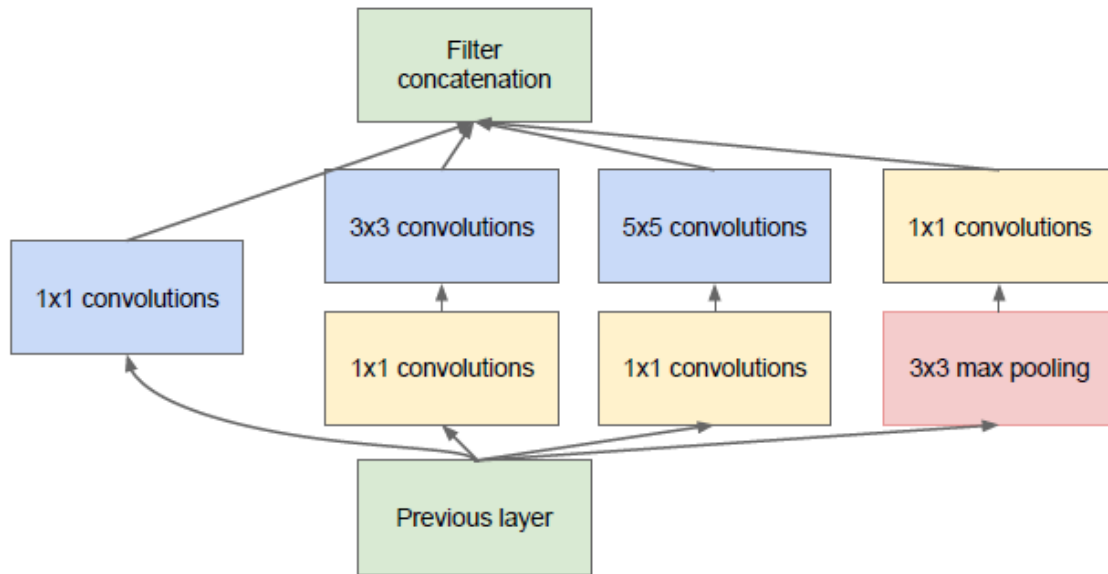 Filter
concatenation
3x3 convolutions
5x5 convolutions
1x1 convolutions
1x1 convolutions
1x1 convolutions
1x1 convolutions
3x3 max pooling
Previous layer